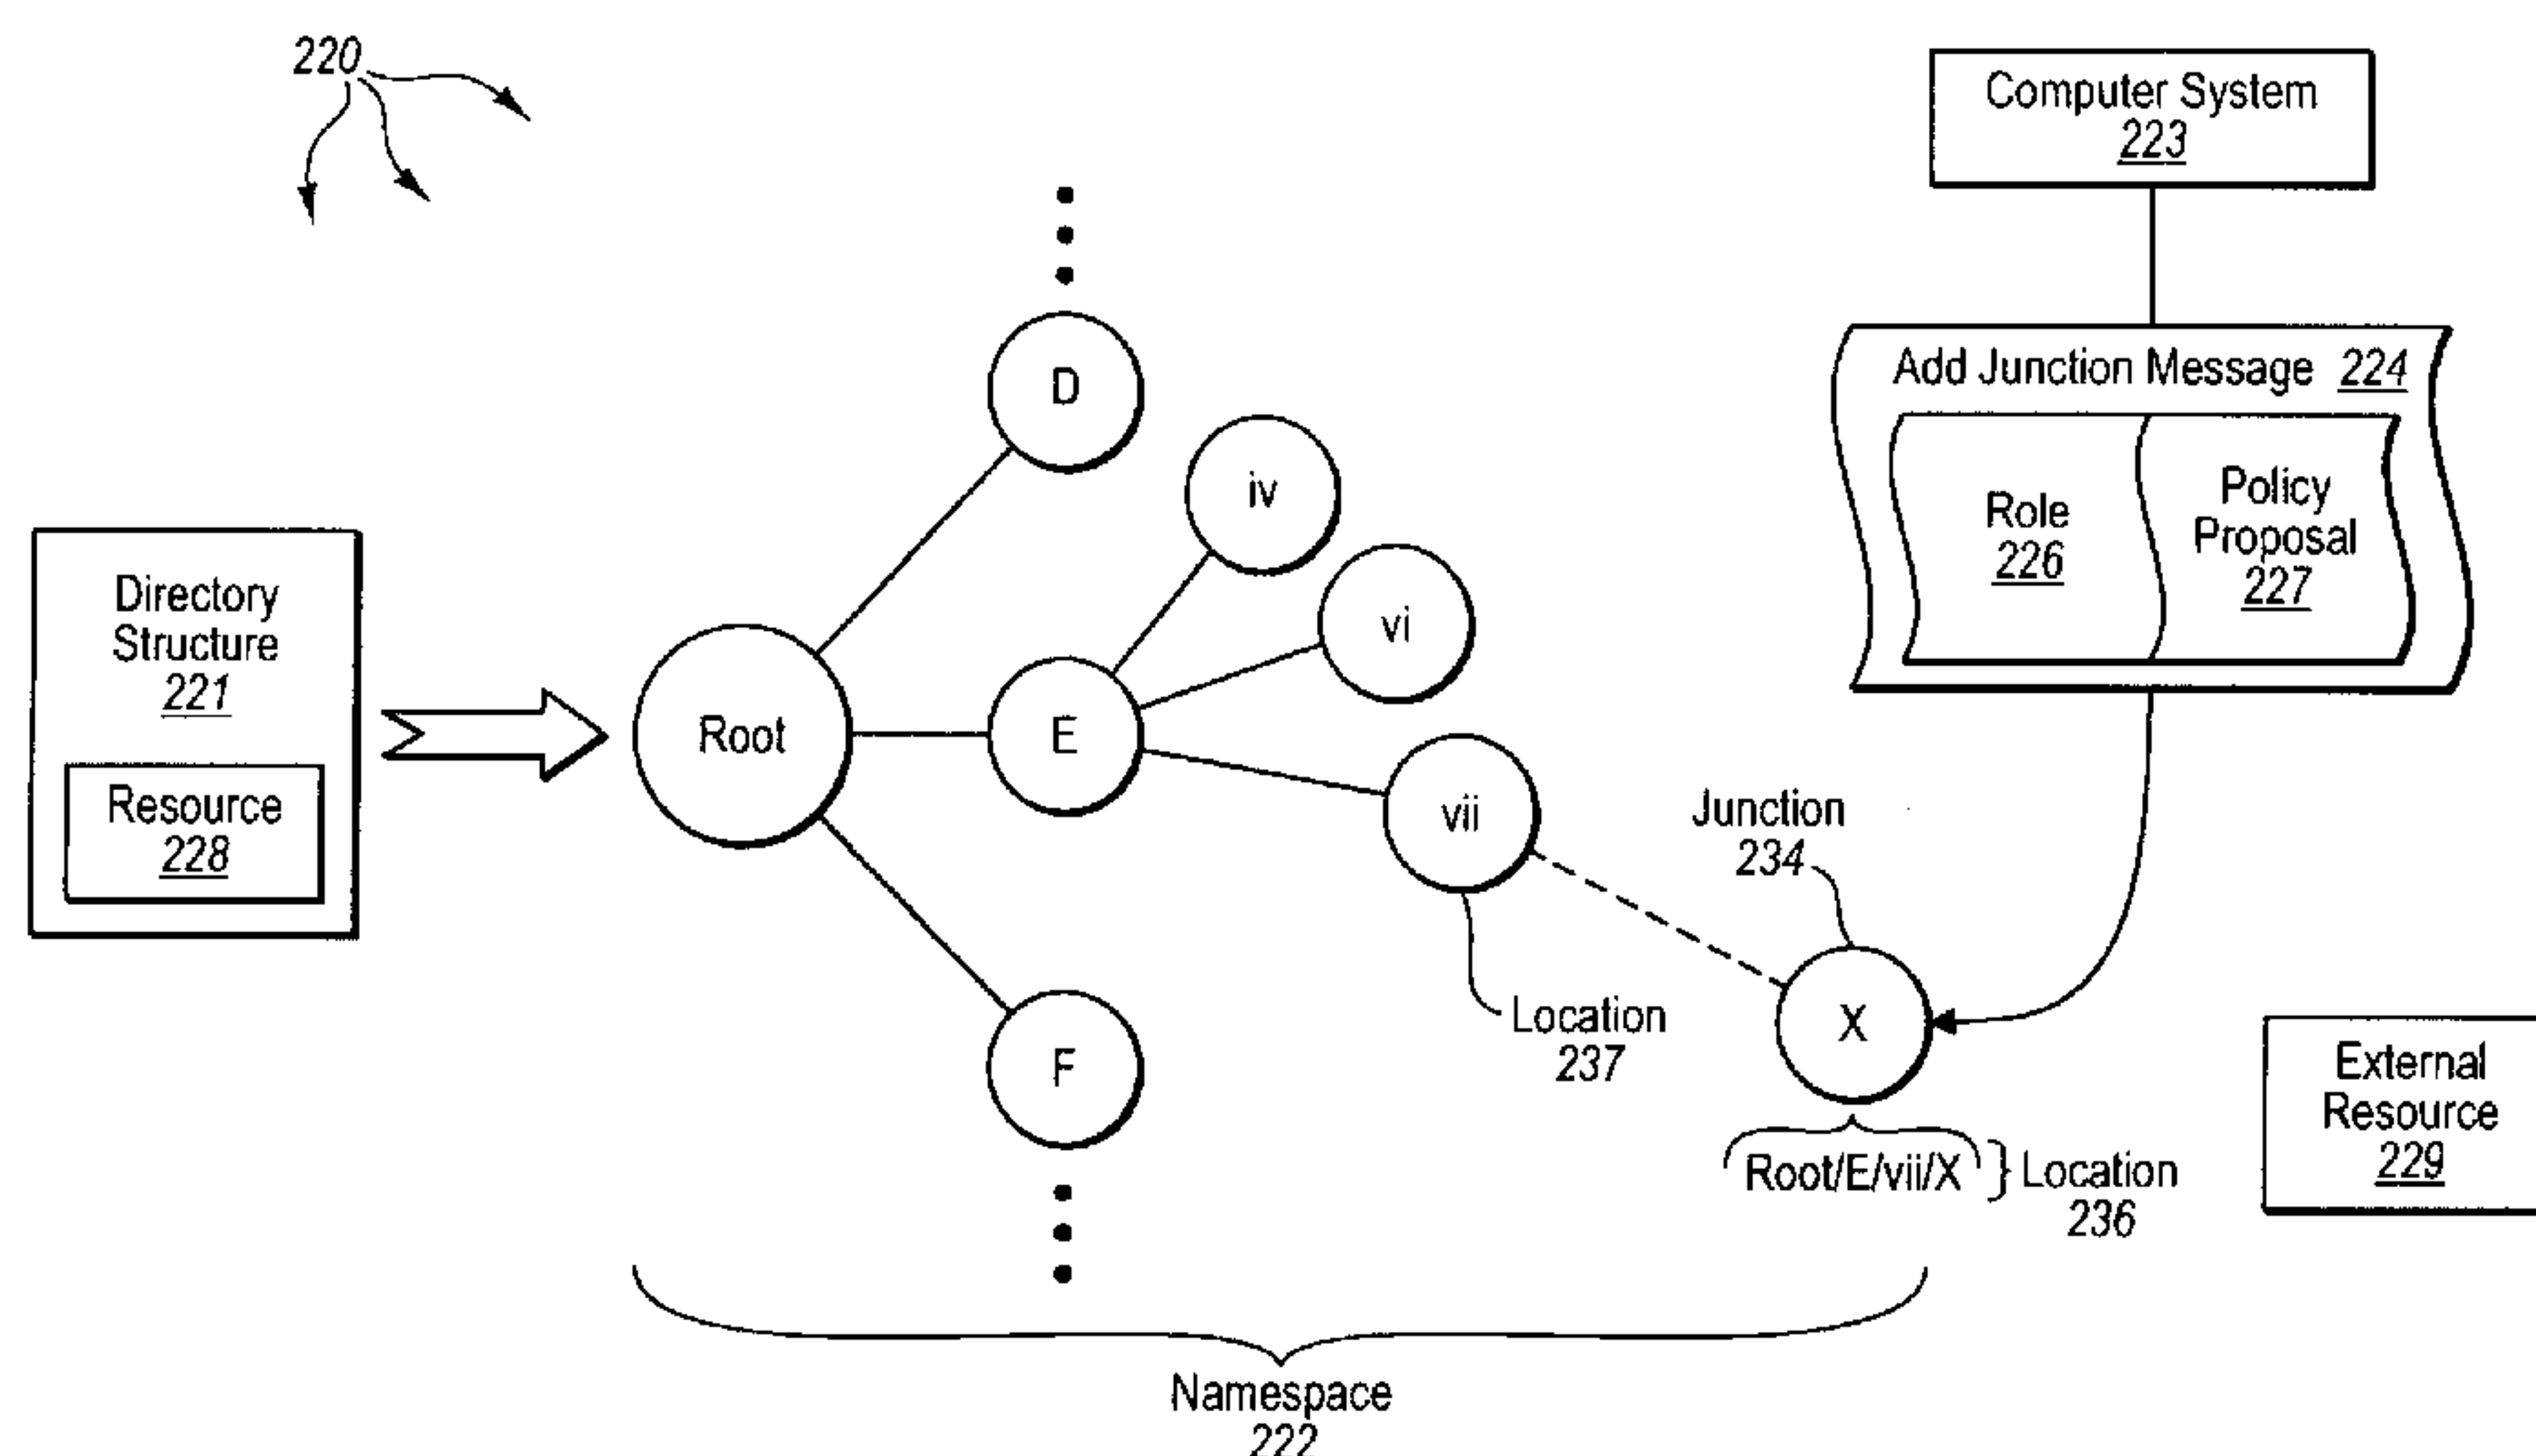 220
Computer System
223
Add Junction Message 224
Role
226
Policy
Proposal
227
Directory
Structure
221
Resource
228
Root
D
E
F
iv
vi
vii
Junction
234
X
Location
237
Root/E/vii/X
Location
236
External
Resource
229
Namespace
222